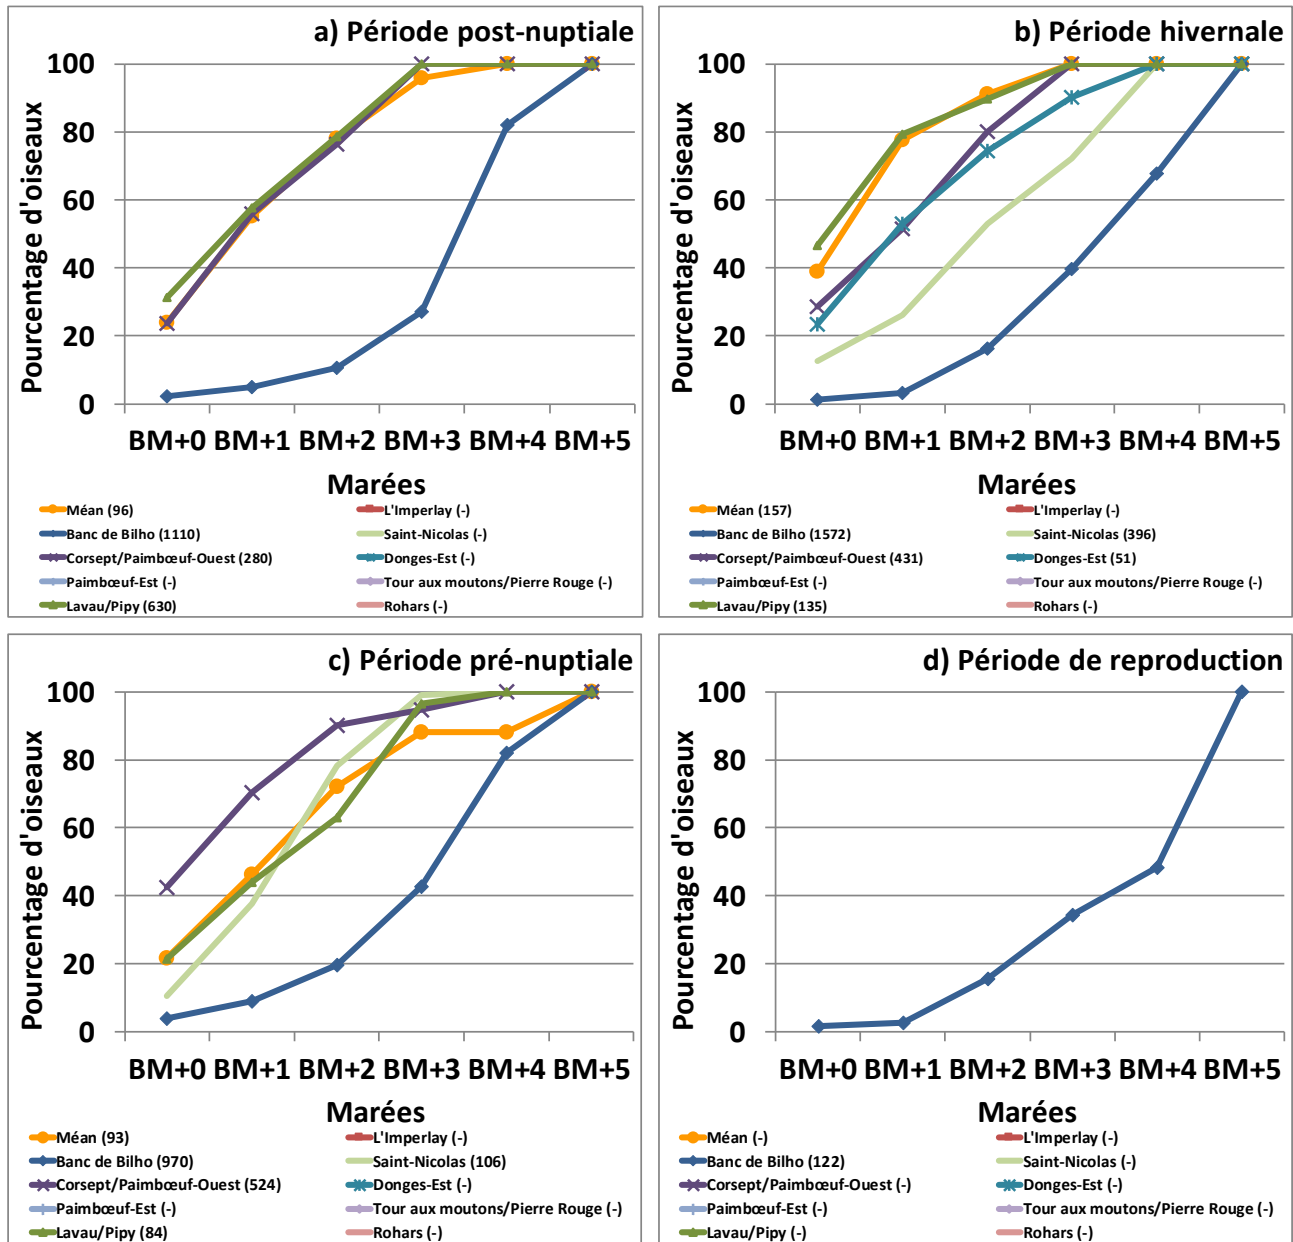 a) Période post-nuptiale
Pourcentage d'oiseaux
100
80
60
40
20
0
BM+0 BM+1 BM+2 BM+3 BM+4 BM+5
Marées
Méan (96)
L'Imperlay (-)
Banc de Bilho (1110)
Saint-Nicolas (-)
Corsept/Paimbœuf-Ouest (280)
Donges-Est (-)
Paimbœuf-Est (-)
Tour aux moutons/Pierre Rouge (-)
Lavau/Pipy (630)
Rohars (-)
b) Période hivernale
Pourcentage d'oiseaux
100
80
60
40
20
0
BM+0 BM+1 BM+2 BM+3 BM+4 BM+5
Marées
Méan (157)
L'Imperlay (-)
Banc de Bilho (1572)
Saint-Nicolas (396)
Corsept/Paimbœuf-Ouest (431)
Donges-Est (51)
Paimbœuf-Est (-)
Tour aux moutons/Pierre Rouge (-)
Lavau/Pipy (135)
Rohars (-)
c) Période pré-nuptiale
Pourcentage d'oiseaux
100
80
60
40
20
0
BM+0 BM+1 BM+2 BM+3 BM+4 BM+5
Marées
Méan (93)
L'Imperlay (-)
Banc de Bilho (970)
Saint-Nicolas (106)
Corsept/Paimbœuf-Ouest (524)
Donges-Est (-)
Paimbœuf-Est (-)
Tour aux moutons/Pierre Rouge (-)
Lavau/Pipy (84)
Rohars (-)
d) Période de reproduction
Pourcentage d'oiseaux
100
80
60
40
20
0
BM+0 BM+1 BM+2 BM+3 BM+4 BM+5
Marées
Méan (-)
L'Imperlay (-)
Banc de Bilho (122)
Saint-Nicolas (-)
Corsept/Paimbœuf-Ouest (-)
Donges-Est (-)
Paimbœuf-Est (-)
Tour aux moutons/Pierre Rouge (-)
Lavau/Pipy (-)
Rohars (-)